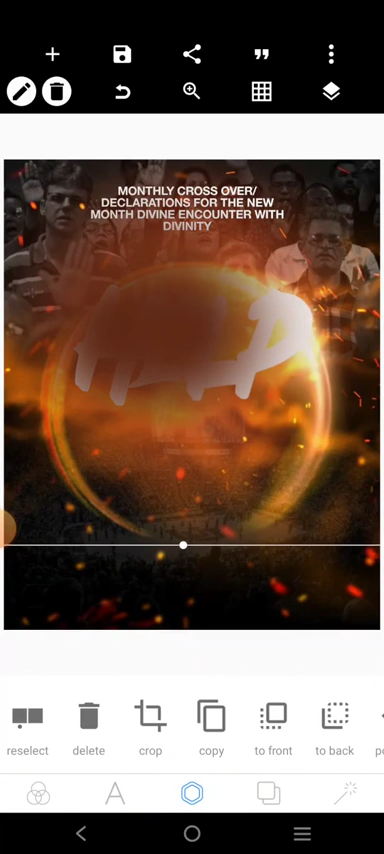 MONTHLY CROSS OVER/
DECLARATIONS FOR THE NEW
MONTH DIVINE ENCOUNTER WITH
DIVINITY
reselect
delete
crop
copy
to front
to back